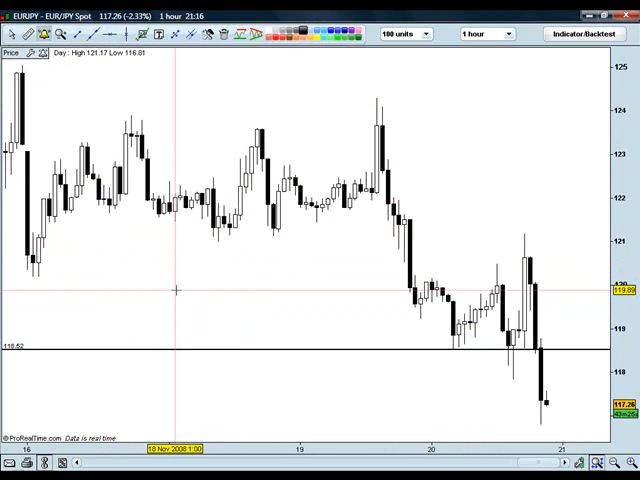 EURJPY - EUR/JPY Spot 117.26 (-2.33%) 1 hour 21:16
100 units 1 hour Indicator/Backtest
Price Day : High 121.17 Low 116.81
125
124
123
122
121
120
119.89
119
118.52
118
117.26
43m25s
©ProRealTime.com Data is real time
16 18 Nov 2008 1:00 19 20 21